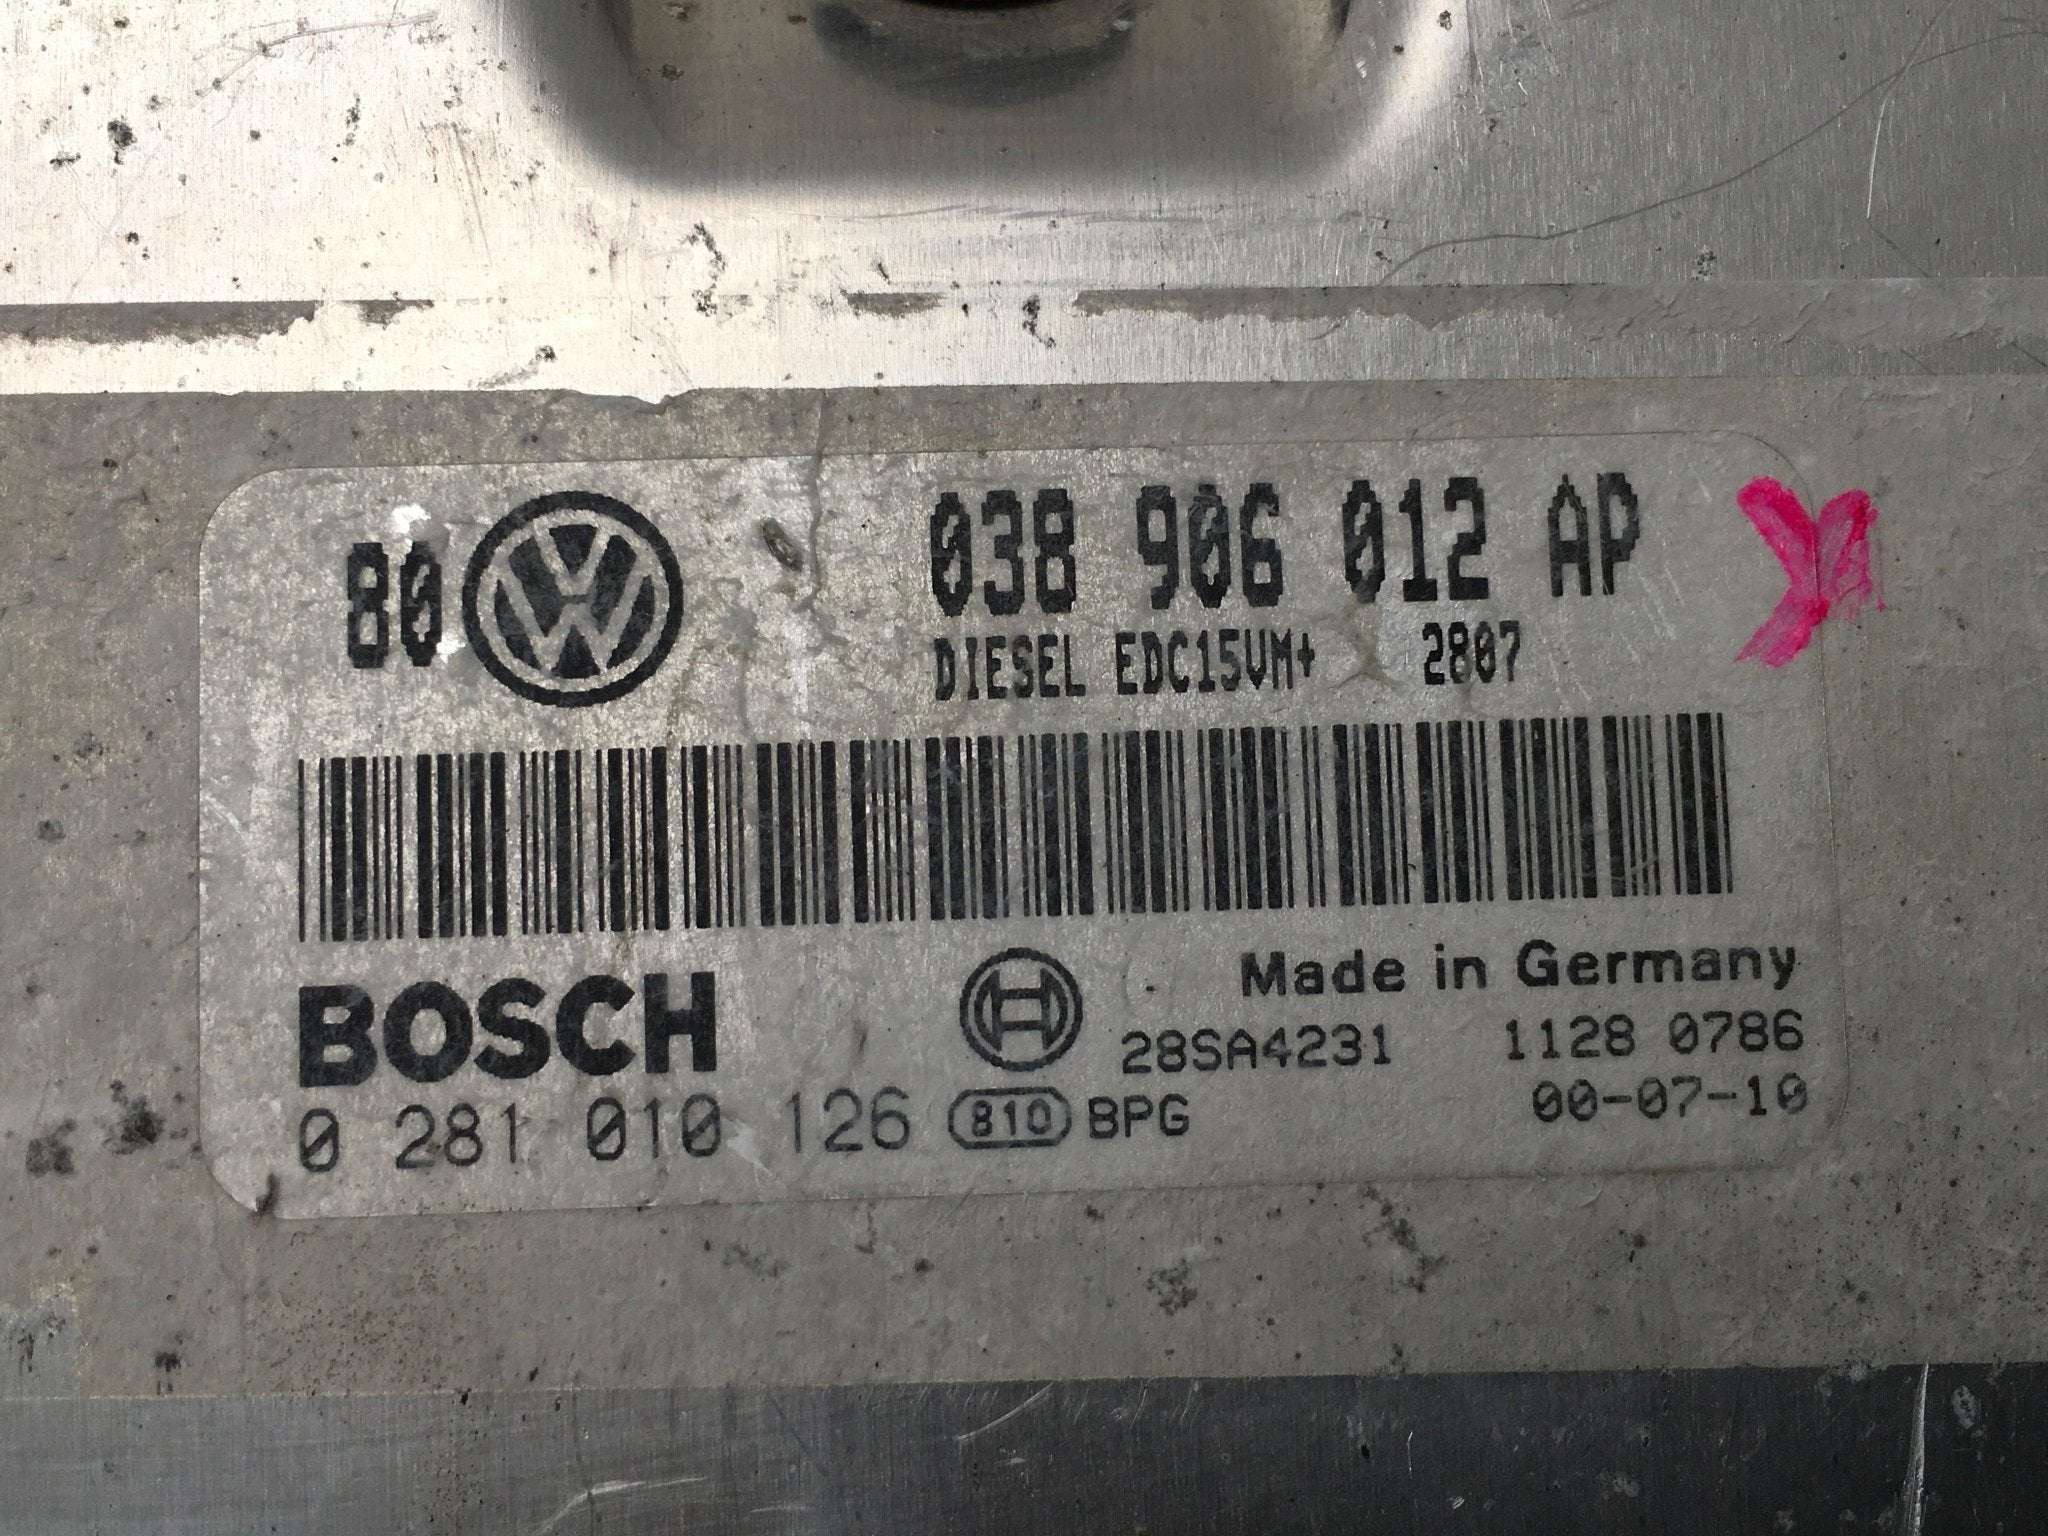 80 VW 038 906 012 AP
DIESEL EDC15VM+ 2807
BOSCH Made in Germany
28SA4231 1128 0786
0 281 010 126 810 BPG 00-07-10